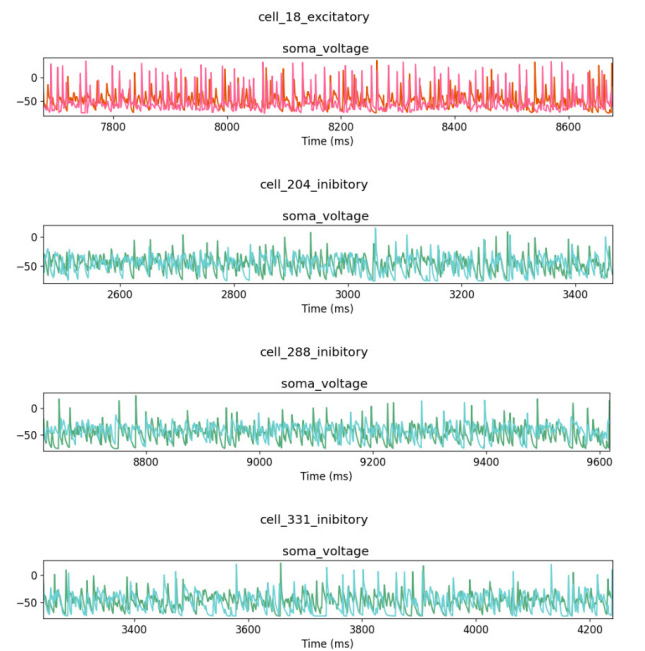 cell_18_excitatory
soma_voltage
0
−50
7800 8000 8200 8400 8600
Time (ms)
cell_204_inibitory
soma_voltage
0
−50
2600 2800 3000 3200 3400
Time (ms)
cell_288_inibitory
soma_voltage
0
−50
8800 9000 9200 9400 9600
Time (ms)
cell_331_inibitory
soma_voltage
0
−50
3400 3600 3800 4000 4200
Time (ms)